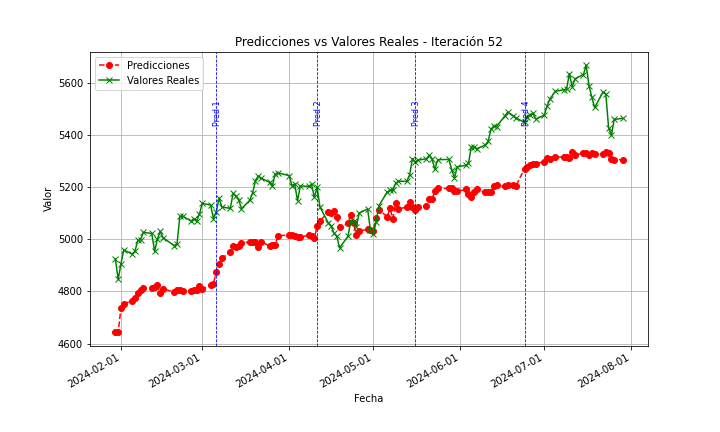 Predicciones vs Valores Reales - Iteración 52
Predicciones
Valores Reales
Pred 1
Pred 2
Pred 3
Pred 4
Valor
5600
5400
5200
5000
4800
4600
2024-02-01
2024-03-01
2024-04-01
2024-05-01
2024-06-01
2024-07-01
2024-08-01
Fecha